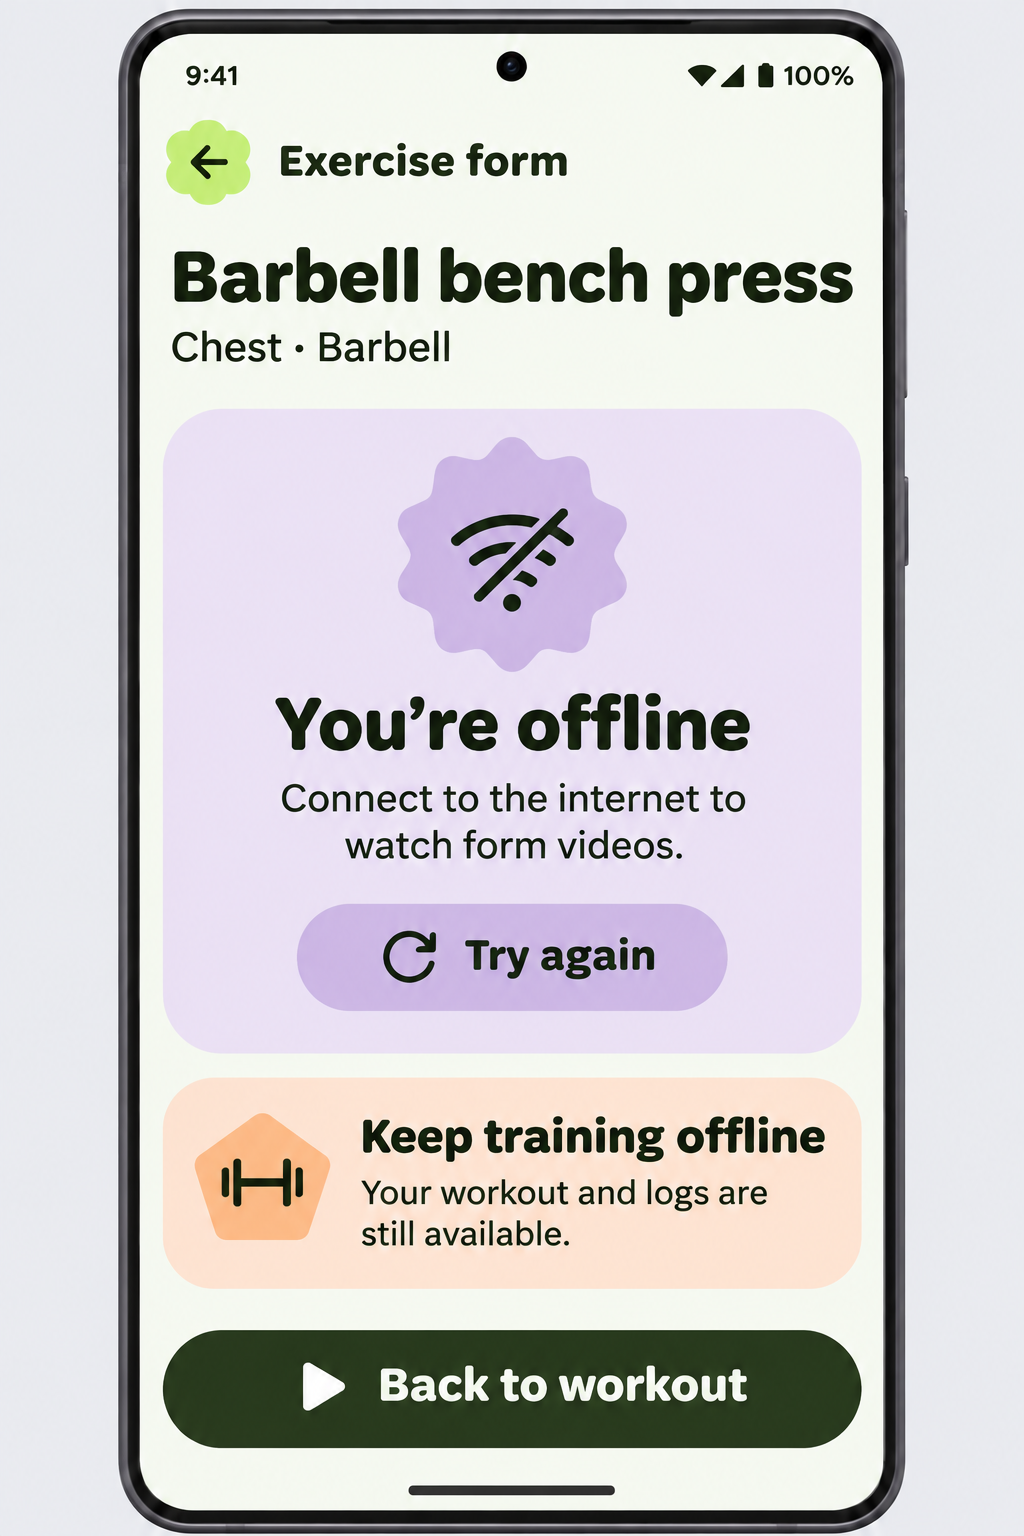 9:41
100%
Exercise form
Barbell bench press
Chest · Barbell
You’re offline
Connect to the internet to
watch form videos.
Try again
Keep training offline
Your workout and logs are
still available.
Back to workout